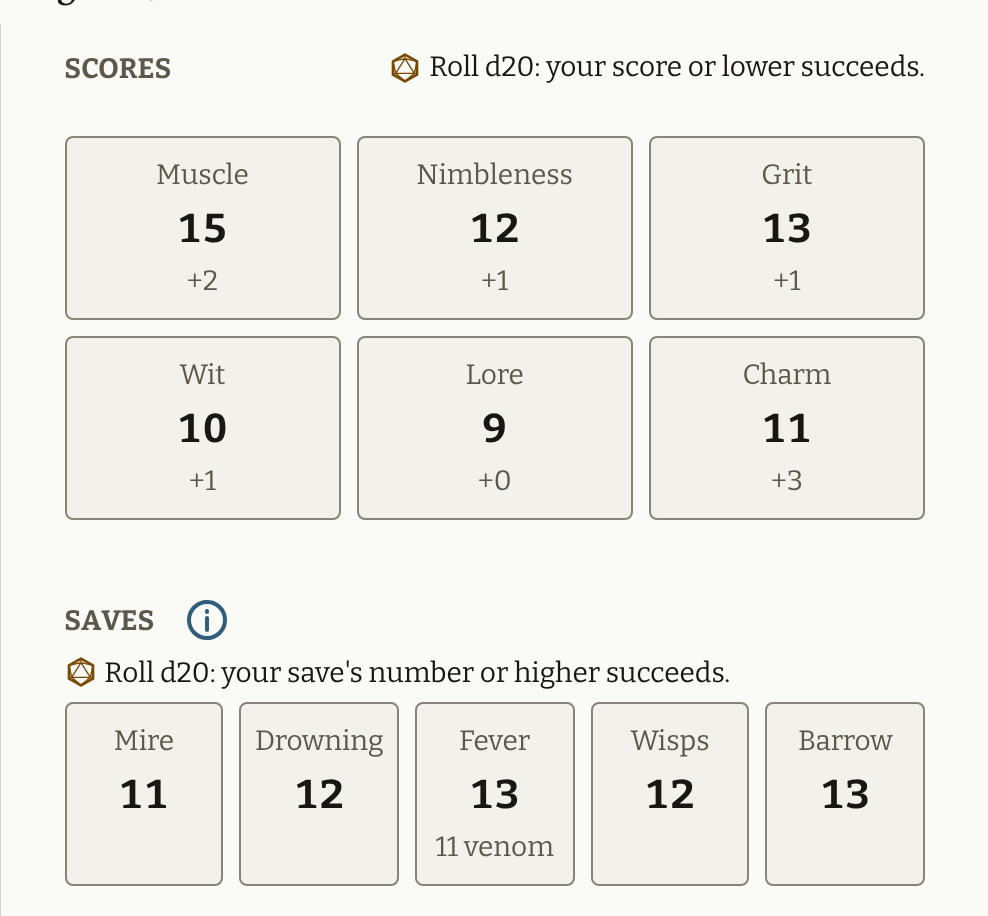 SCORES
Roll d20: your score or lower succeeds.
Muscle
15
+2
Nimbleness
12
+1
Grit
13
+1
Wit
10
+1
Lore
9
+0
Charm
11
+3
SAVES
Roll d20: your save's number or higher succeeds.
Mire
11
Drowning
12
Fever
13
11 venom
Wisps
12
Barrow
13